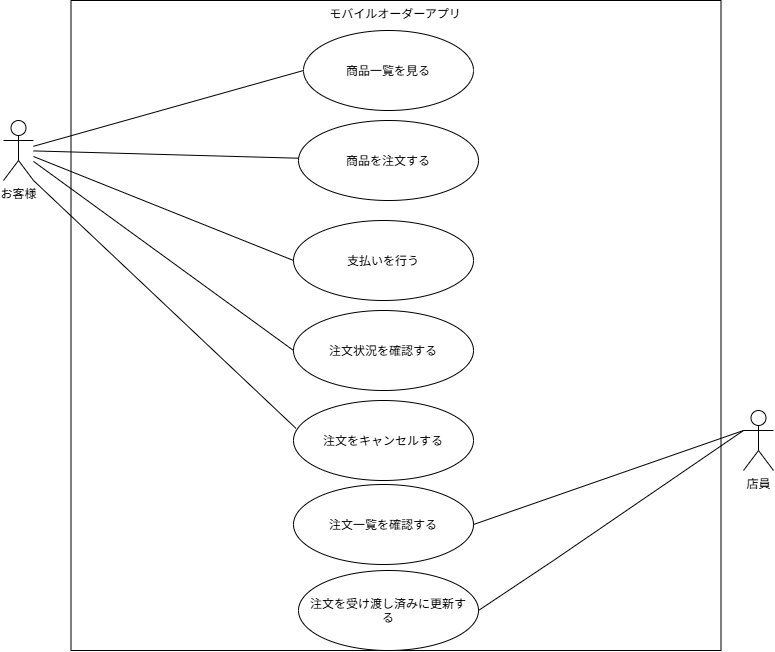 モバイルオーダーアプリ
商品一覧を見る
商品を注文する
お客様
支払いを行う
注文状況を確認する
注文をキャンセルする
店員
注文一覧を確認する
注文を受け渡し済みに更新す
る